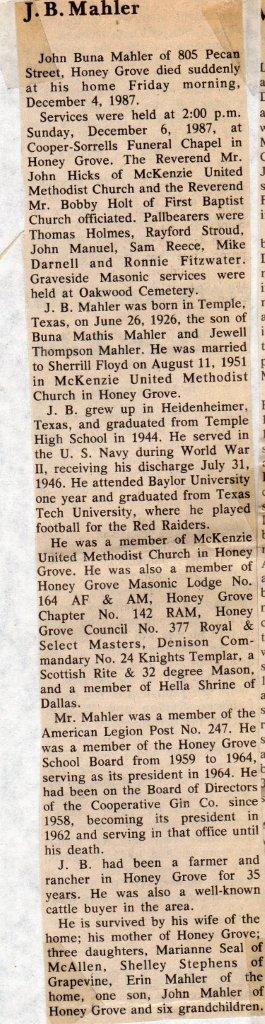 J. B. Mahler
John Buna Mahler of 805 Pecan
Street, Honey Grove died suddenly
at his home Friday morning,
December 4, 1987.
Services were held at 2:00 p.m.
Sunday, December 6, 1987, at
Cooper-Sorrells Funeral Chapel in
Honey Grove. The Reverend Mr.
John Hicks of McKenzie United
Methodist Church and the Reverend
Mr. Bobby Holt of First Baptist
Church officiated. Pallbearers were
Thomas Holmes, Rayford Stroud,
John Manuel, Sam Reece, Mike
Darnell and Ronnie Fitzwater.
Graveside Masonic services were
held at Oakwood Cemetery.
J. B. Mahler was born in Temple,
Texas, on June 26, 1926, the son of
Buna Mathis Mahler and Jewell
Thompson Mahler. He was married
to Sherrill Floyd on August 11, 1951
in McKenzie United Methodist
Church in Honey Grove.
J. B. grew up in Heidenheimer,
Texas, and graduated from Temple
High School in 1944. He served in
the U. S. Navy during World War
II, receiving his discharge July 31,
1946. He attended Baylor University
one year and graduated from Texas
Tech University, where he played
football for the Red Raiders.
He was a member of McKenzie
United Methodist Church in Honey
Grove. He was also a member of
Honey Grove Masonic Lodge No.
164 AF & AM, Honey Grove
Chapter No. 142 RAM, Honey
Grove Council No. 377 Royal &
Select Masters, Denison Com-
mandary No. 24 Knights Templar, a
Scottish Rite & 32 degree Mason,
and a member of Hella Shrine of
Dallas.
Mr. Mahler was a member of the
American Legion Post No. 247. He
was a member of the Honey Grove
School Board from 1959 to 1964,
serving as its president in 1964. He
had been on the Board of Directors
of the Cooperative Gin Co. since
1958, becoming its president in
1962 and serving in that office until
his death.
J. B. had been a farmer and
rancher in Honey Grove for 35
years. He was also a well-known
cattle buyer in the area.
He is survived by his wife of the
home; his mother of Honey Grove;
three daughters, Marianne Seal of
McAllen, Shelley Stephens of
Grapevine, Erin Mahler of the
home, one son, John Mahler of
Honey Grove and six grandchildren.